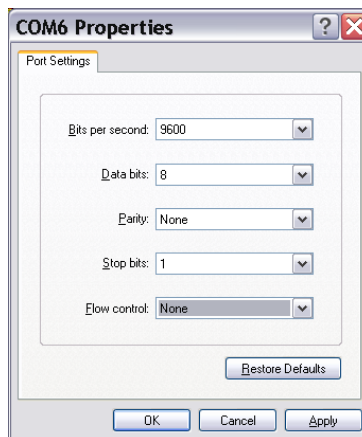 COM6 Properties
Port Settings
Bits per second: 9600
Data bits: 8
Parity: None
Stop bits: 1
Flow control: None
Restore Defaults
OK Cancel Apply